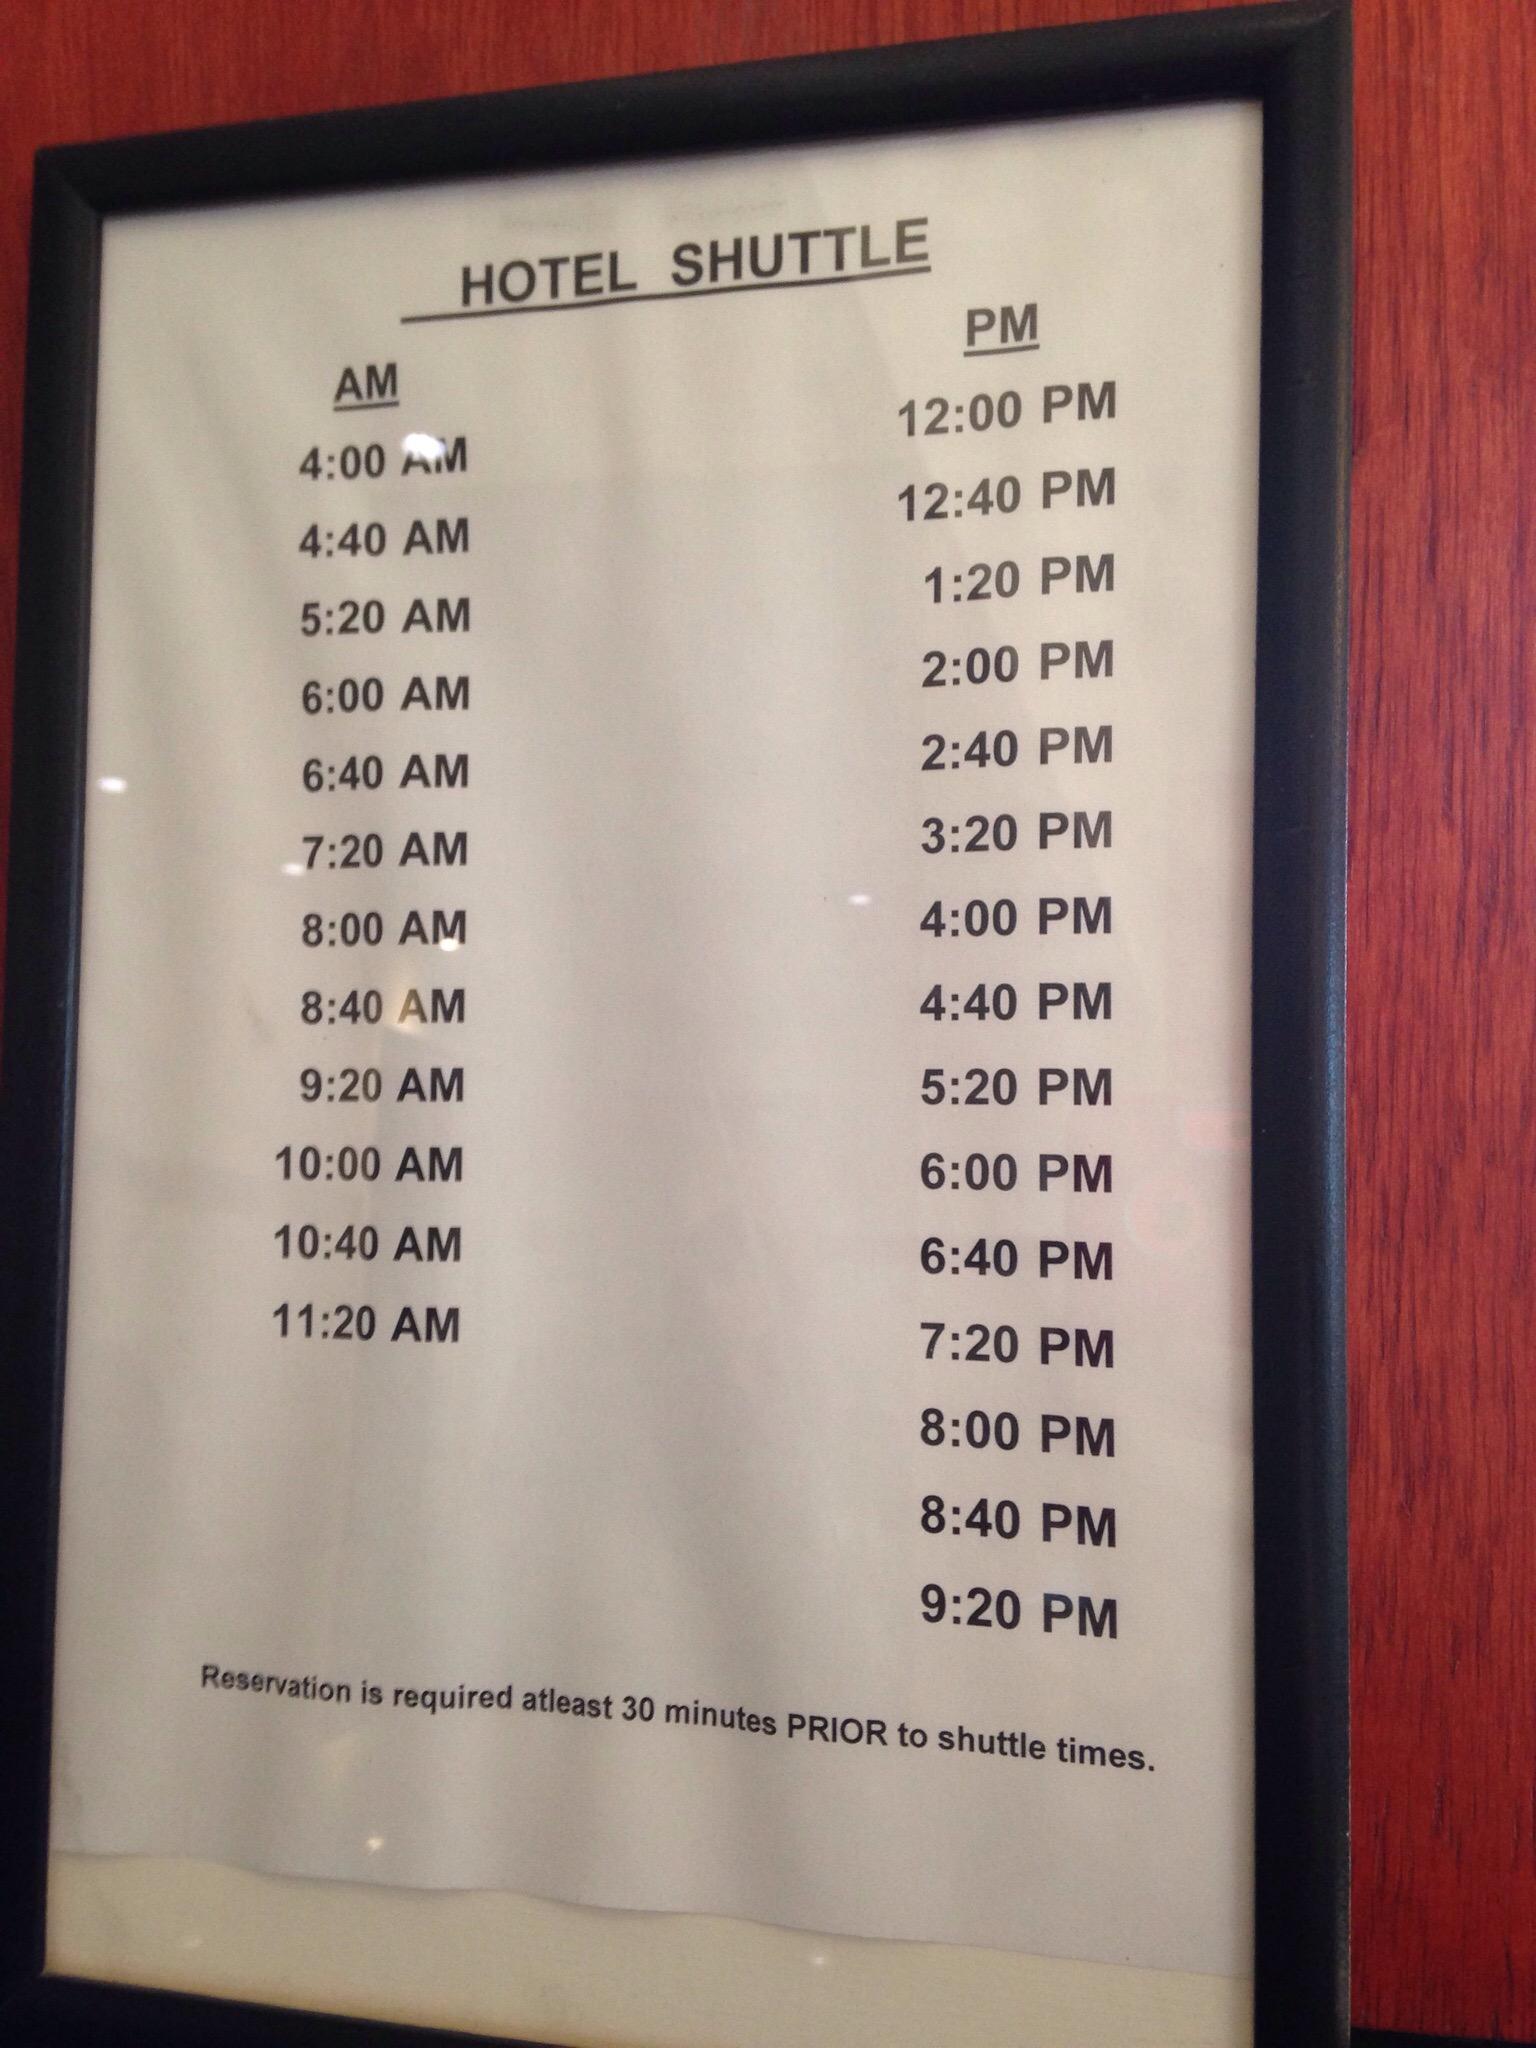 HOTEL SHUTTLE
AM
4:00 AM
4:40 AM
5:20 AM
6:00 AM
6:40 AM
7:20 AM
8:00 AM
8:40 AM
9:20 AM
10:00 AM
10:40 AM
11:20 AM
PM
12:00 PM
12:40 PM
1:20 PM
2:00 PM
2:40 PM
3:20 PM
4:00 PM
4:40 PM
5:20 PM
6:00 PM
6:40 PM
7:20 PM
8:00 PM
8:40 PM
9:20 PM
Reservation is required atleast 30 minutes PRIOR to shuttle times.